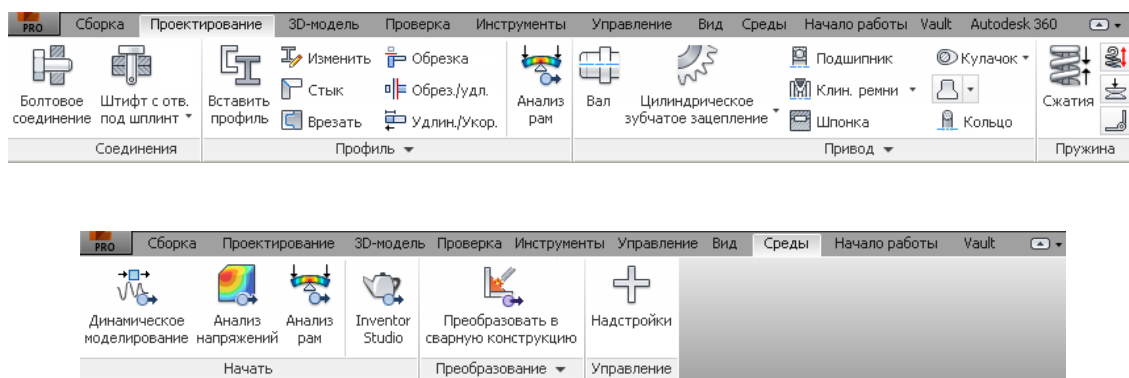 PRO Сборка Проектирование 3D-модель Проверка Инструменты Управление Вид Среды Начало работы Vault Autodesk 360
Изменить Обрезка Подшипник Кулачок
Болтовое соединение Штифт с отв. под шплинт Вставить профиль Стык Обрез./удл. Анализ рам Вал Цилиндрическое зубчатое зацепление Клин. ремни Сжатия
Врезать Удлин./Укор. Шпонка Кольцо
Соединения Профиль Привод Пружина
PRO Сборка Проектирование 3D-модель Проверка Инструменты Управление Вид Среды Начало работы Vault
Динамическое Анализ Анализ Inventor Преобразовать в Надстройки
моделирование напряжений рам Studio сварную конструкцию
Начать Преобразование Управление